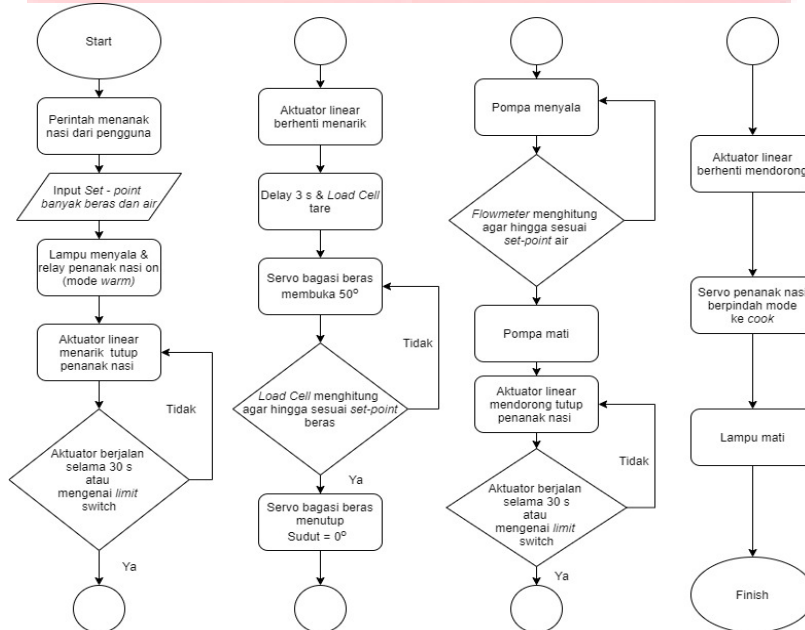 Start
Perintah menanak
nasi dari pengguna
Input Set - point
banyak beras dan air
Lampu menyala &
relay penanak nasi on
(mode warm)
Aktuator linear
menarik tutup
penanak nasi
Tidak
Aktuator berjalan
selama 30 s
atau
mengenai limit
switch
Ya
Aktuator linear
berhenti menarik
Delay 3 s & Load Cell
tare
Servo bagasi beras
membuka 50°
Tidak
Load Cell menghitung
agar hingga sesuai set-point
beras
Ya
Servo bagasi beras
menutup
Sudut = 0°
Pompa menyala
Flowmeter menghitung
agar hingga sesuai
set-point air
Pompa mati
Aktuator linear
mendorong tutup
penanak nasi
Tidak
Aktuator berjalan
selama 30 s
atau
mengenai limit
switch
Ya
Aktuator linear
berhenti mendorong
Servo penanak nasi
berpindah mode
ke cook
Lampu mati
Finish